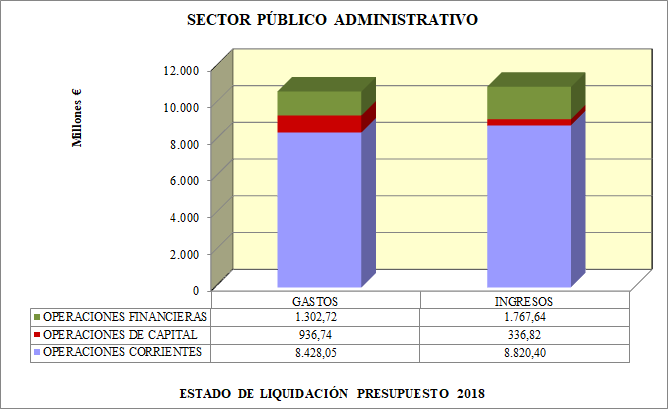 SECTOR PÚBLICO ADMINISTRATIVO
Millones €
12.000
10.000
8.000
6.000
4.000
2.000
0
GASTOS INGRESOS
OPERACIONES FINANCIERAS 1.302,72 1.767,64
OPERACIONES DE CAPITAL 936,74 336,82
OPERACIONES CORRIENTES 8.428,05 8.820,40
ESTADO DE LIQUIDACIÓN PRESUPUESTO 2018